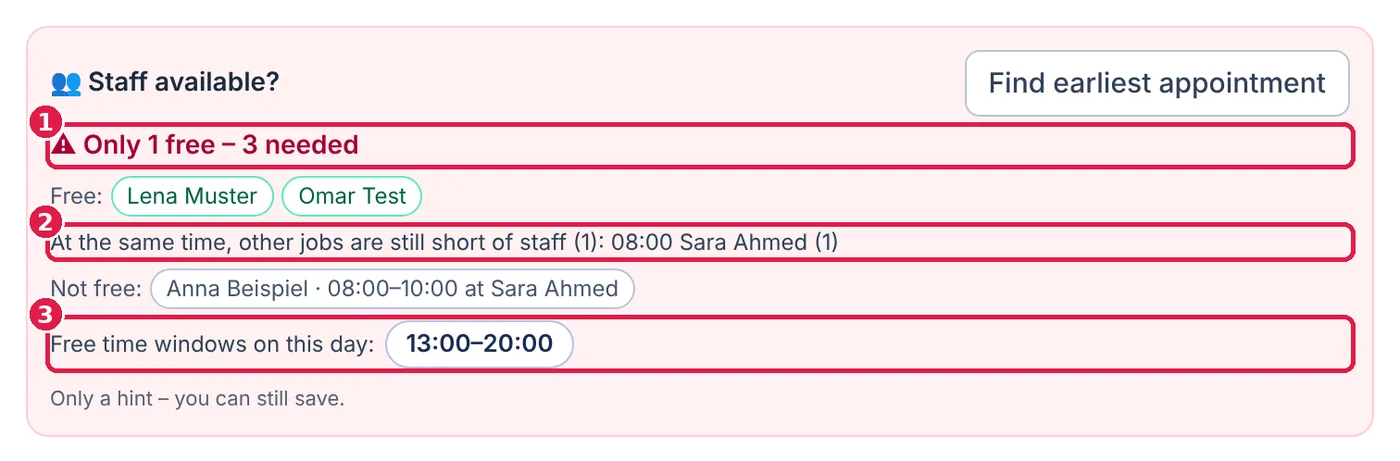 👥 Staff available?
Find earliest appointment
1
⚠ Only 1 free – 3 needed
Free: Lena Muster Omar Test
2
At the same time, other jobs are still short of staff (1): 08:00 Sara Ahmed (1)
Not free: Anna Beispiel · 08:00–10:00 at Sara Ahmed
3
Free time windows on this day: 13:00–20:00
Only a hint – you can still save.